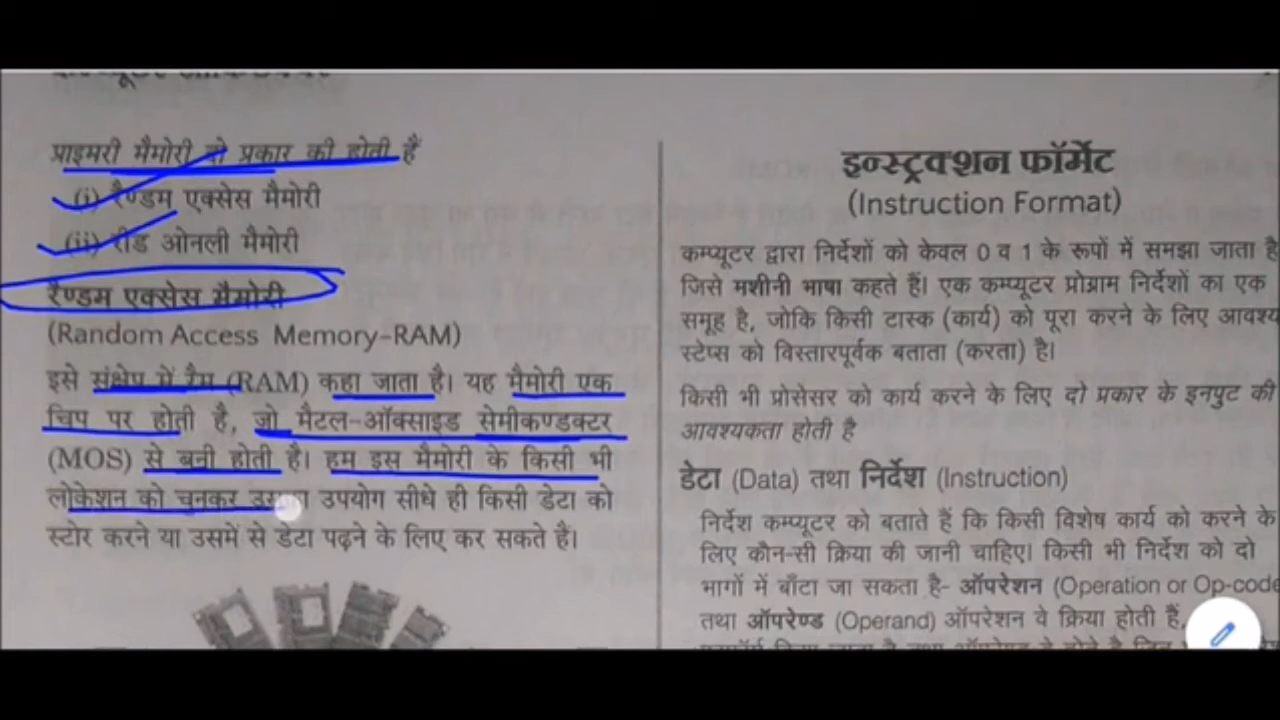 प्राइमरी मैमोरी दो प्रकार की होती हैं
(i) रैण्डम एक्सेस मैमोरी
(ii) रीड ओनली मैमोरी
रैण्डम एक्सेस मैमोरी
(Random Access Memory-RAM)
इसे संक्षेप में रैम (RAM) कहा जाता है। यह मैमोरी एक
चिप पर होती है, जो मैटल-ऑक्साइड सेमीकण्डक्टर
(MOS) से बनी होती है। हम इस मैमोरी के किसी भी
लोकेशन को चुनकर उसका उपयोग सीधे ही किसी डेटा को
स्टोर करने या उसमें से डेटा पढ़ने के लिए कर सकते हैं।
इन्स्ट्रक्शन फॉर्मेट
(Instruction Format)
कम्प्यूटर द्वारा निर्देशों को केवल 0 व 1 के रूपों में समझा जाता है
जिसे मशीनी भाषा कहते हैं। एक कम्प्यूटर प्रोग्राम निर्देशों का एक
समूह है, जोकि किसी टास्क (कार्य) को पूरा करने के लिए आवश्य
स्टेप्स को विस्तारपूर्वक बताता (करता) है।
किसी भी प्रोसेसर को कार्य करने के लिए दो प्रकार के इनपुट की
आवश्यकता होती है
डेटा (Data) तथा निर्देश (Instruction)
निर्देश कम्प्यूटर को बताते हैं कि किसी विशेष कार्य को करने के
लिए कौन-सी क्रिया की जानी चाहिए। किसी भी निर्देश को दो
भागों में बाँटा जा सकता है- ऑपरेशन (Operation or Op-code
तथा ऑपरेण्ड (Operand) ऑपरेशन वे क्रिया होती हैं,